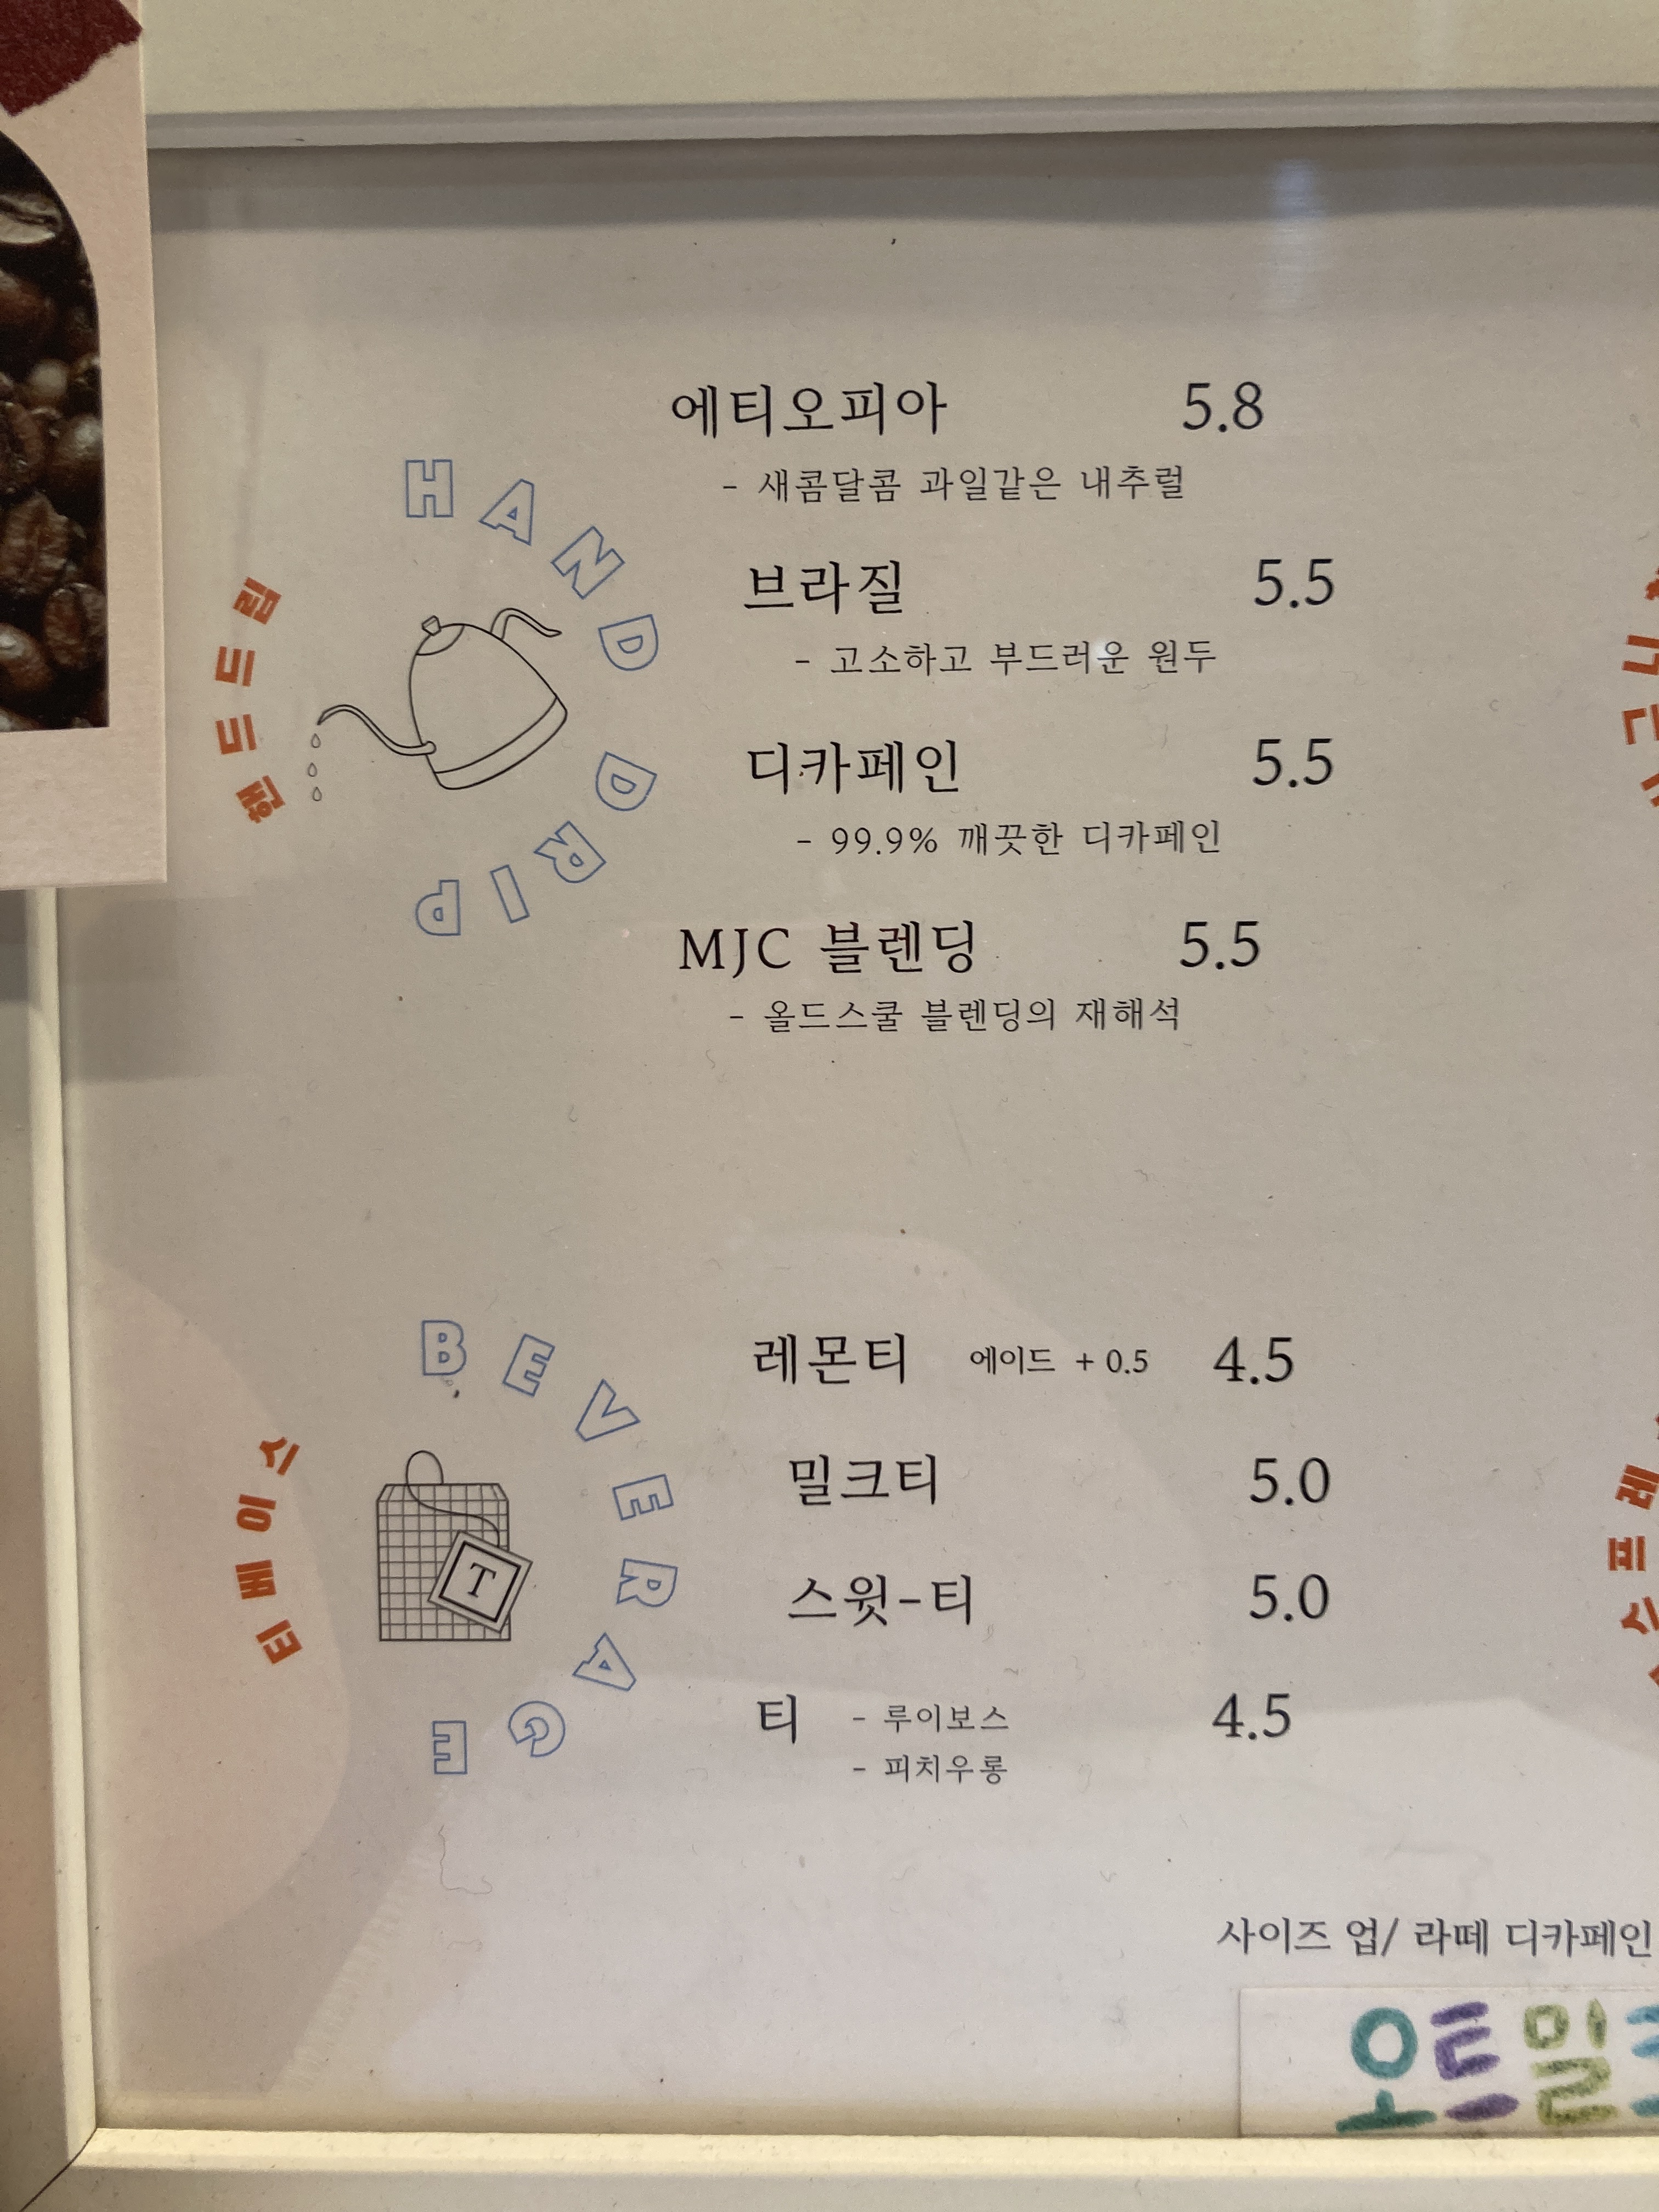 HAND DRIP
핸드드립
에티오피아 5.8
- 새콤달콤 과일같은 내추럴
브라질 5.5
- 고소하고 부드러운 원두
디카페인 5.5
- 99.9% 깨끗한 디카페인
MJC 블렌딩 5.5
- 올드스쿨 블렌딩의 재해석
BEVERAGE
티베이스
레몬티 에이드 + 0.5 4.5
밀크티 5.0
스윗-티 5.0
티 - 루이보스 4.5
- 피치우롱
T
사이즈 업/ 라떼 디카페인
오트밀크